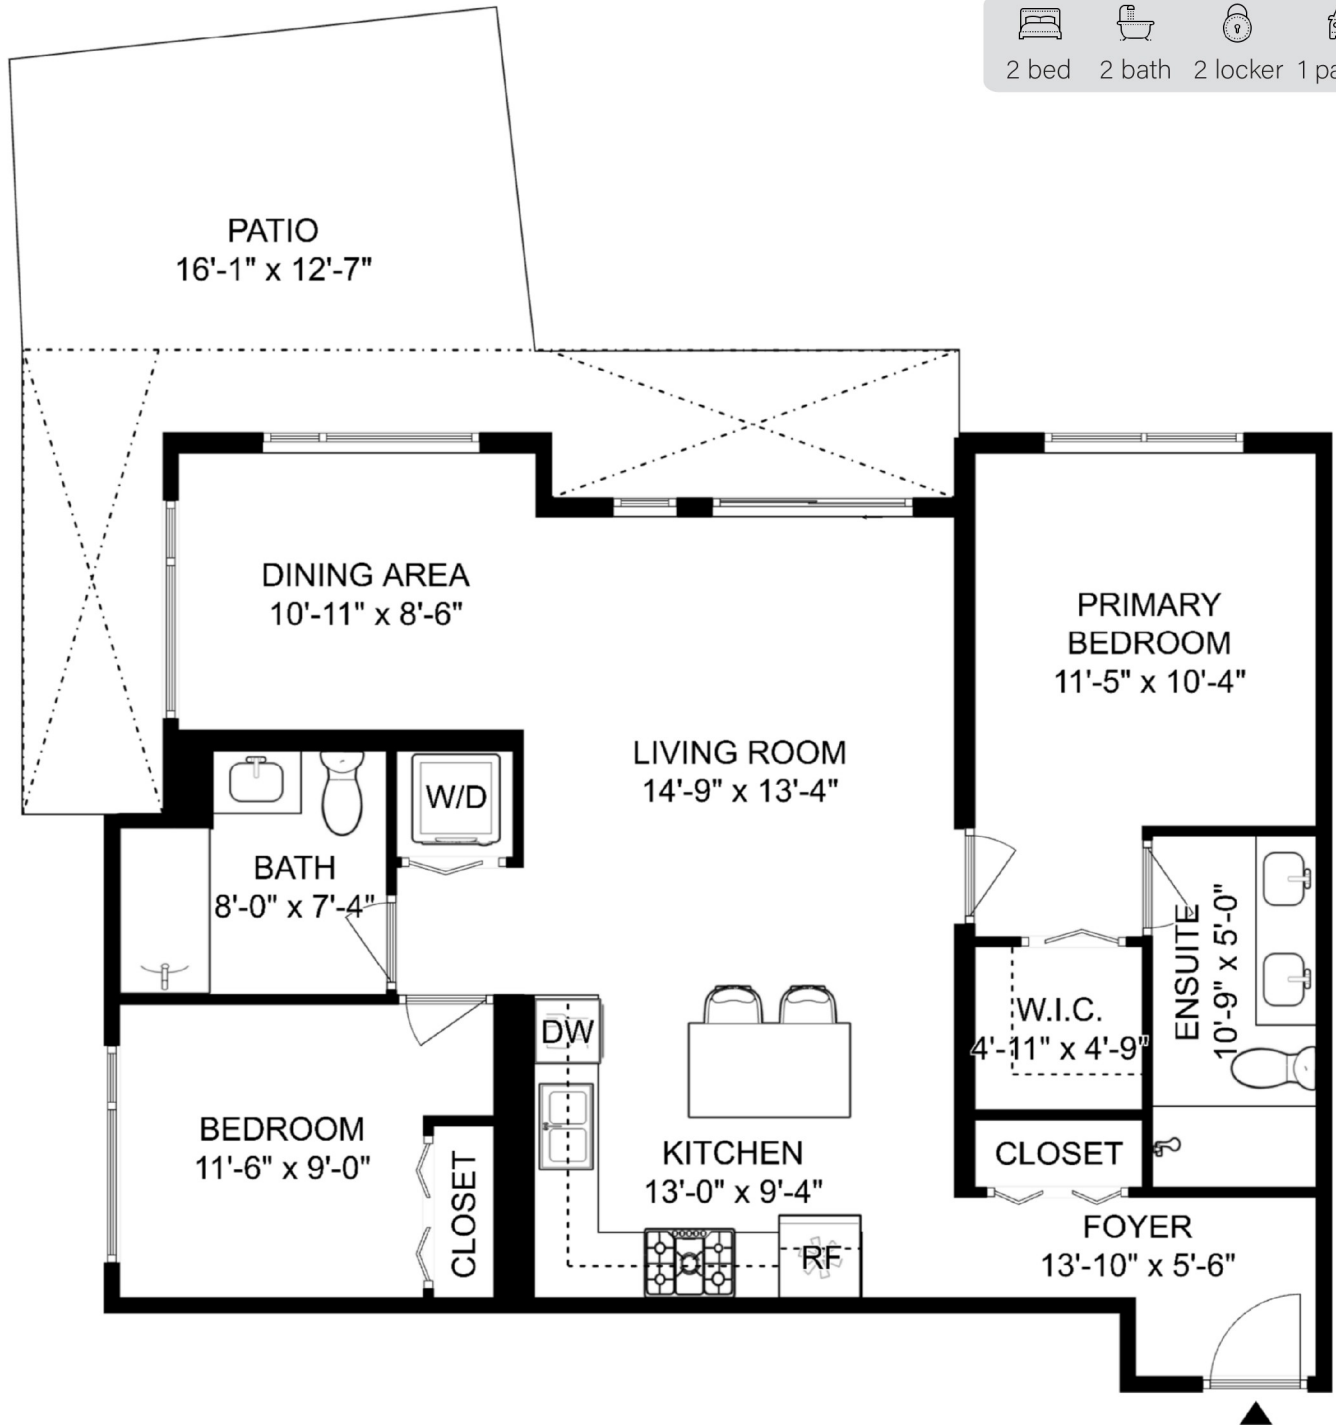 2 bed 2 bath 2 locker 1 pa
PATIO
16'-1" x 12'-7"
DINING AREA
10'-11" x 8'-6"
PRIMARY
BEDROOM
11'-5" x 10'-4"
LIVING ROOM
14'-9" x 13'-4"
W/D
BATH
8'-0" x 7'-4"
ENSUITE
10'-9" x 5'-0"
W.I.C.
4'-11" x 4'-9"
DW
BEDROOM
11'-6" x 9'-0"
CLOSET
KITCHEN
13'-0" x 9'-4"
CLOSET
RF
FOYER
13'-10" x 5'-6"